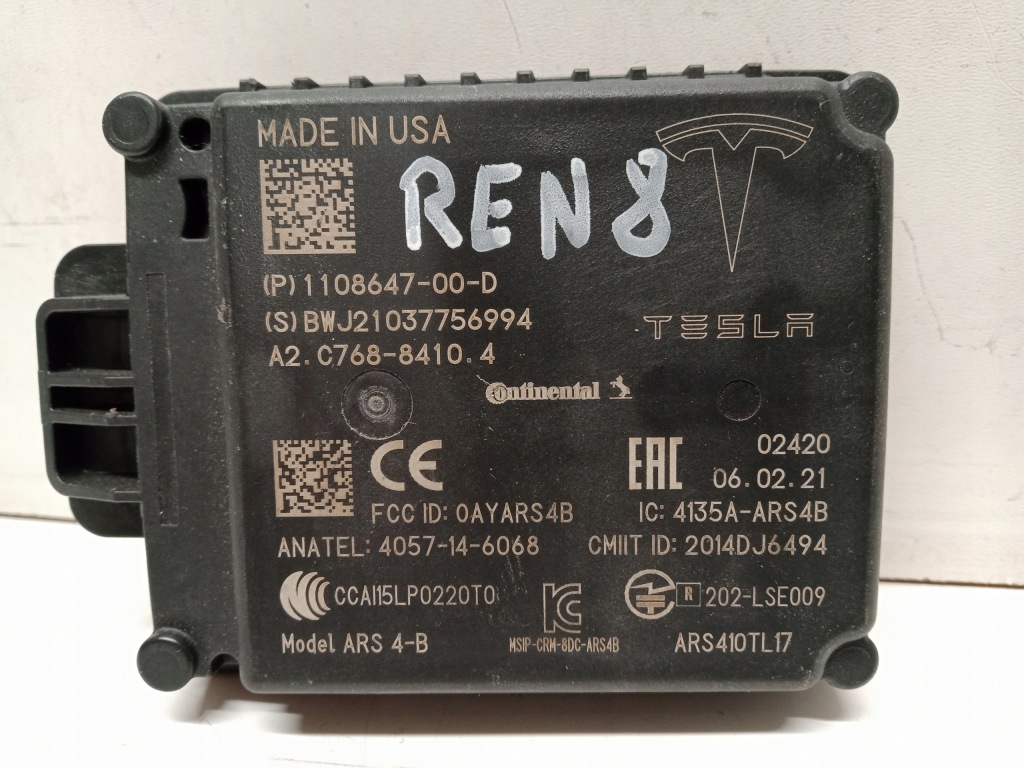 MADE IN USA
REN8
(P) 1108647-00-D
(S) BWJ21037756994
TESLA
A2.C768-8410.4
Continental
CE
EAC
02420
06.02.21
FCC ID: 0AYARS4B
IC: 4135A-ARS4B
ANATEL: 4057-14-6068
CMIIT ID: 2014DJ6494
CCAI15LP0220T0
R 202-LSE009
Model ARS 4-B
MSIP-CRM-8DC-ARS4B
ARS410TL17